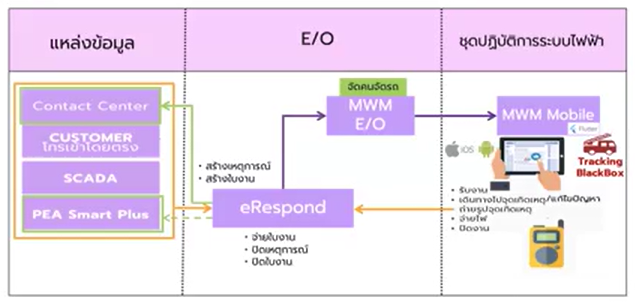 แหล่งข้อมูล
E/O
ชุดปฏิบัติการระบบไฟฟ้า
Contact Center
CUSTOMER
โทรเข้าโดยตรง
SCADA
PEA Smart Plus
• สร้างเหตุการณ์
• สร้างใบงาน
eRespond
• จ่ายใบงาน
• ปิดเหตุการณ์
• ปิดใบงาน
จัดคนจัดรถ
MWM
E/O
MWM Mobile
Flutter
iOS
Tracking
BlackBox
• รับงาน
• เดินทางไปจุดเกิดเหตุ/แก้ไขปัญหา
• ถ่ายรูปจุดเกิดเหตุ
• จ่ายไฟ
• ปิดงาน